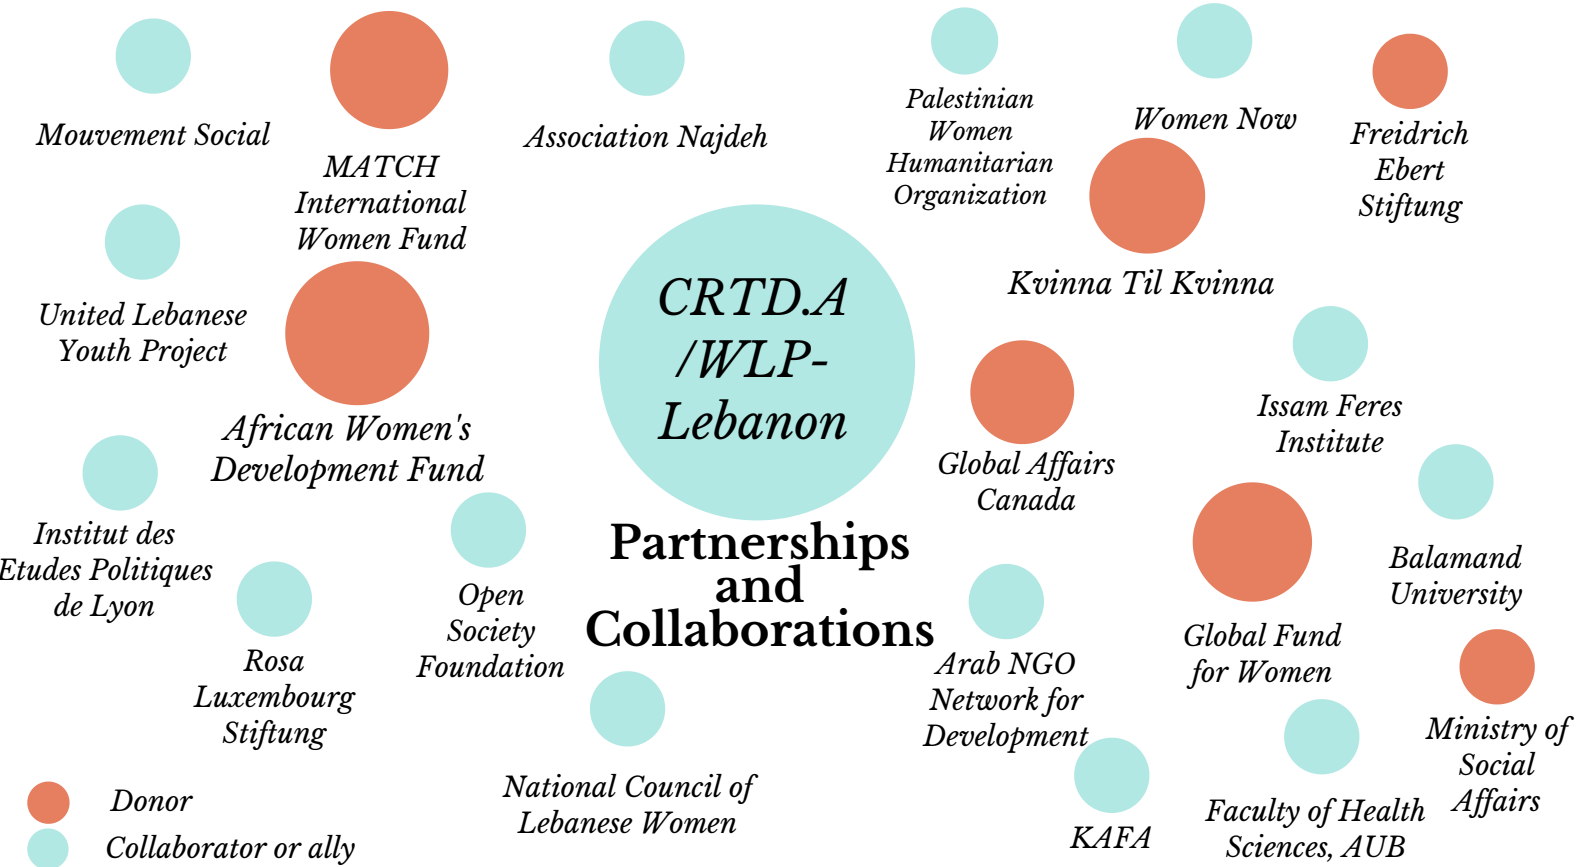 Mouvement Social
MATCH
International
Women Fund
Association Najdeh
Palestinian
Women
Humanitarian
Organization
Women Now
Freidrich
Ebert
Stiftung
United Lebanese
Youth Project
Kvinna Til Kvinna
CRTD.A
/WLP-
Lebanon
African Women's
Development Fund
Global Affairs
Canada
Issam Feres
Institute
Institut des
Etudes Politiques
de Lyon
Open
Society
Foundation
Partnerships
and
Collaborations
Balamand
University
Rosa
Luxembourg
Stiftung
Arab NGO
Network for
Development
Global Fund
for Women
Ministry of
Social
Affairs
National Council of
Lebanese Women
KAFA
Faculty of Health
Sciences, AUB
Donor
Collaborator or ally